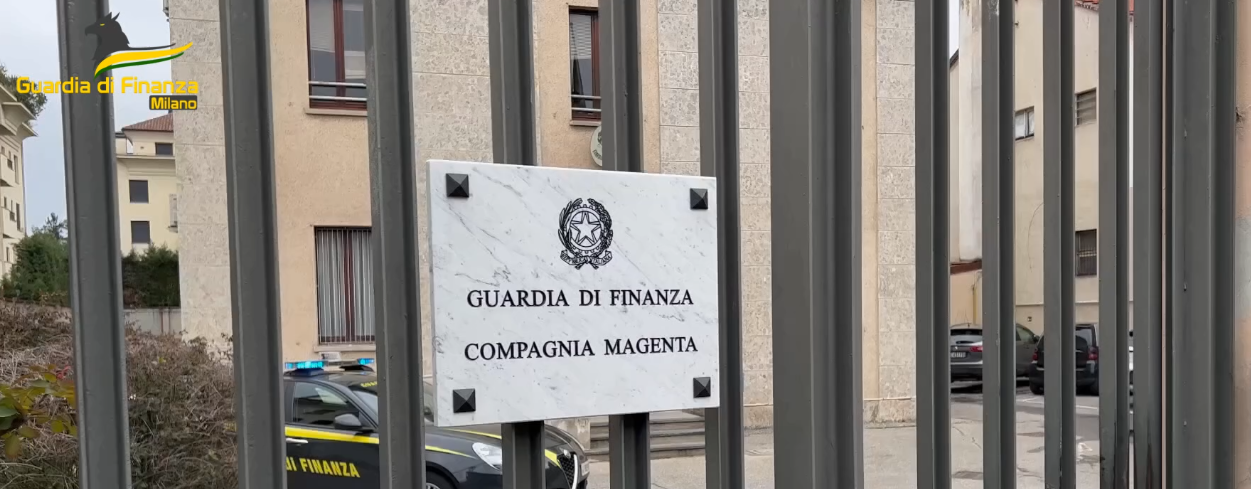 Guardia di Finanza
Milano
GUARDIA DI FINANZA
COMPAGNIA MAGENTA
DI FINANZA